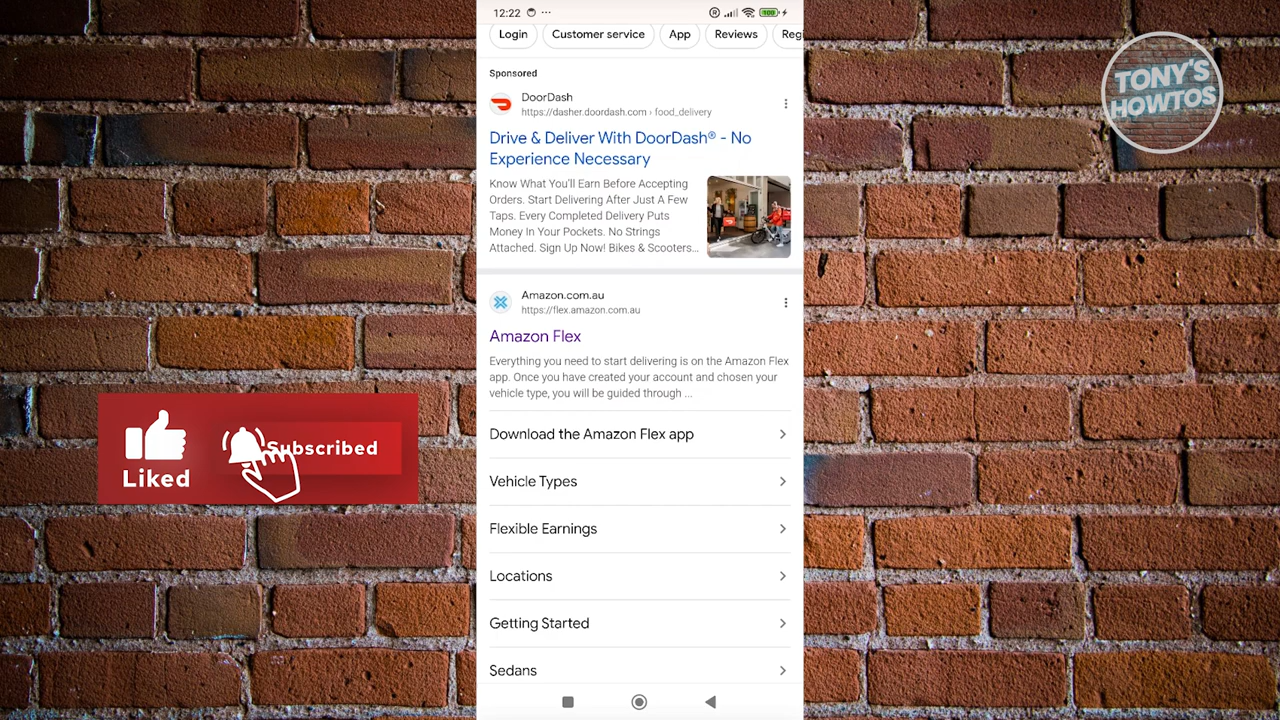 12:22
100
Login
Customer service
App
Reviews
Regi
Sponsored
DoorDash
https://dasher.doordash.com › food_delivery
Drive & Deliver With DoorDash® - No
Experience Necessary
Know What You'll Earn Before Accepting
Orders. Start Delivering After Just A Few
Taps. Every Completed Delivery Puts
Money In Your Pockets. No Strings
Attached. Sign Up Now! Bikes & Scooters...
Amazon.com.au
https://flex.amazon.com.au
Amazon Flex
Everything you need to start delivering is on the Amazon Flex
app. Once you have created your account and chosen your
vehicle type, you will be guided through ...
Download the Amazon Flex app
Vehicle Types
Flexible Earnings
Locations
Getting Started
Sedans
Liked
Subscribed
TONY'S
HOWTOS